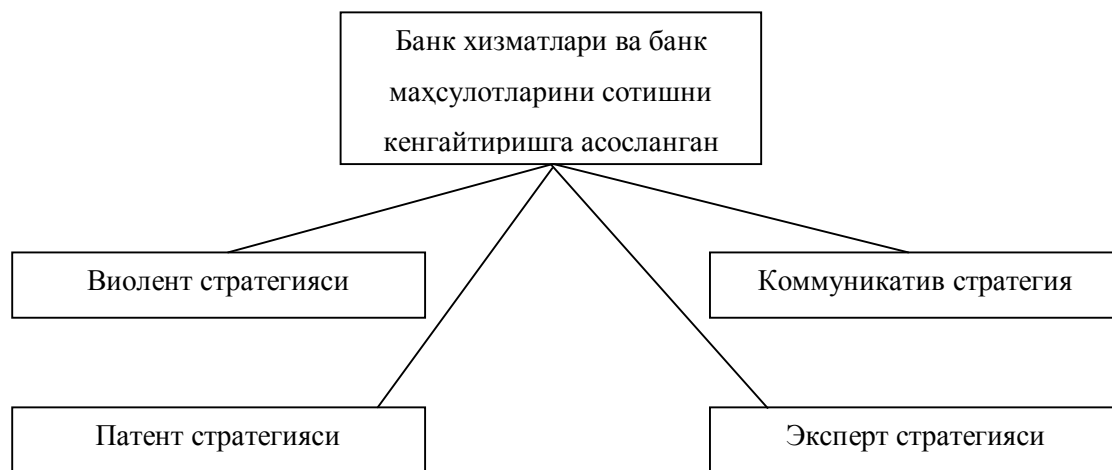 Банк хизматлари ва банк
маҳсулотларини сотишни
кенгайтиришга асосланган
Виолент стратегияси
Коммуникатив стратегия
Патент стратегияси
Эксперт стратегияси